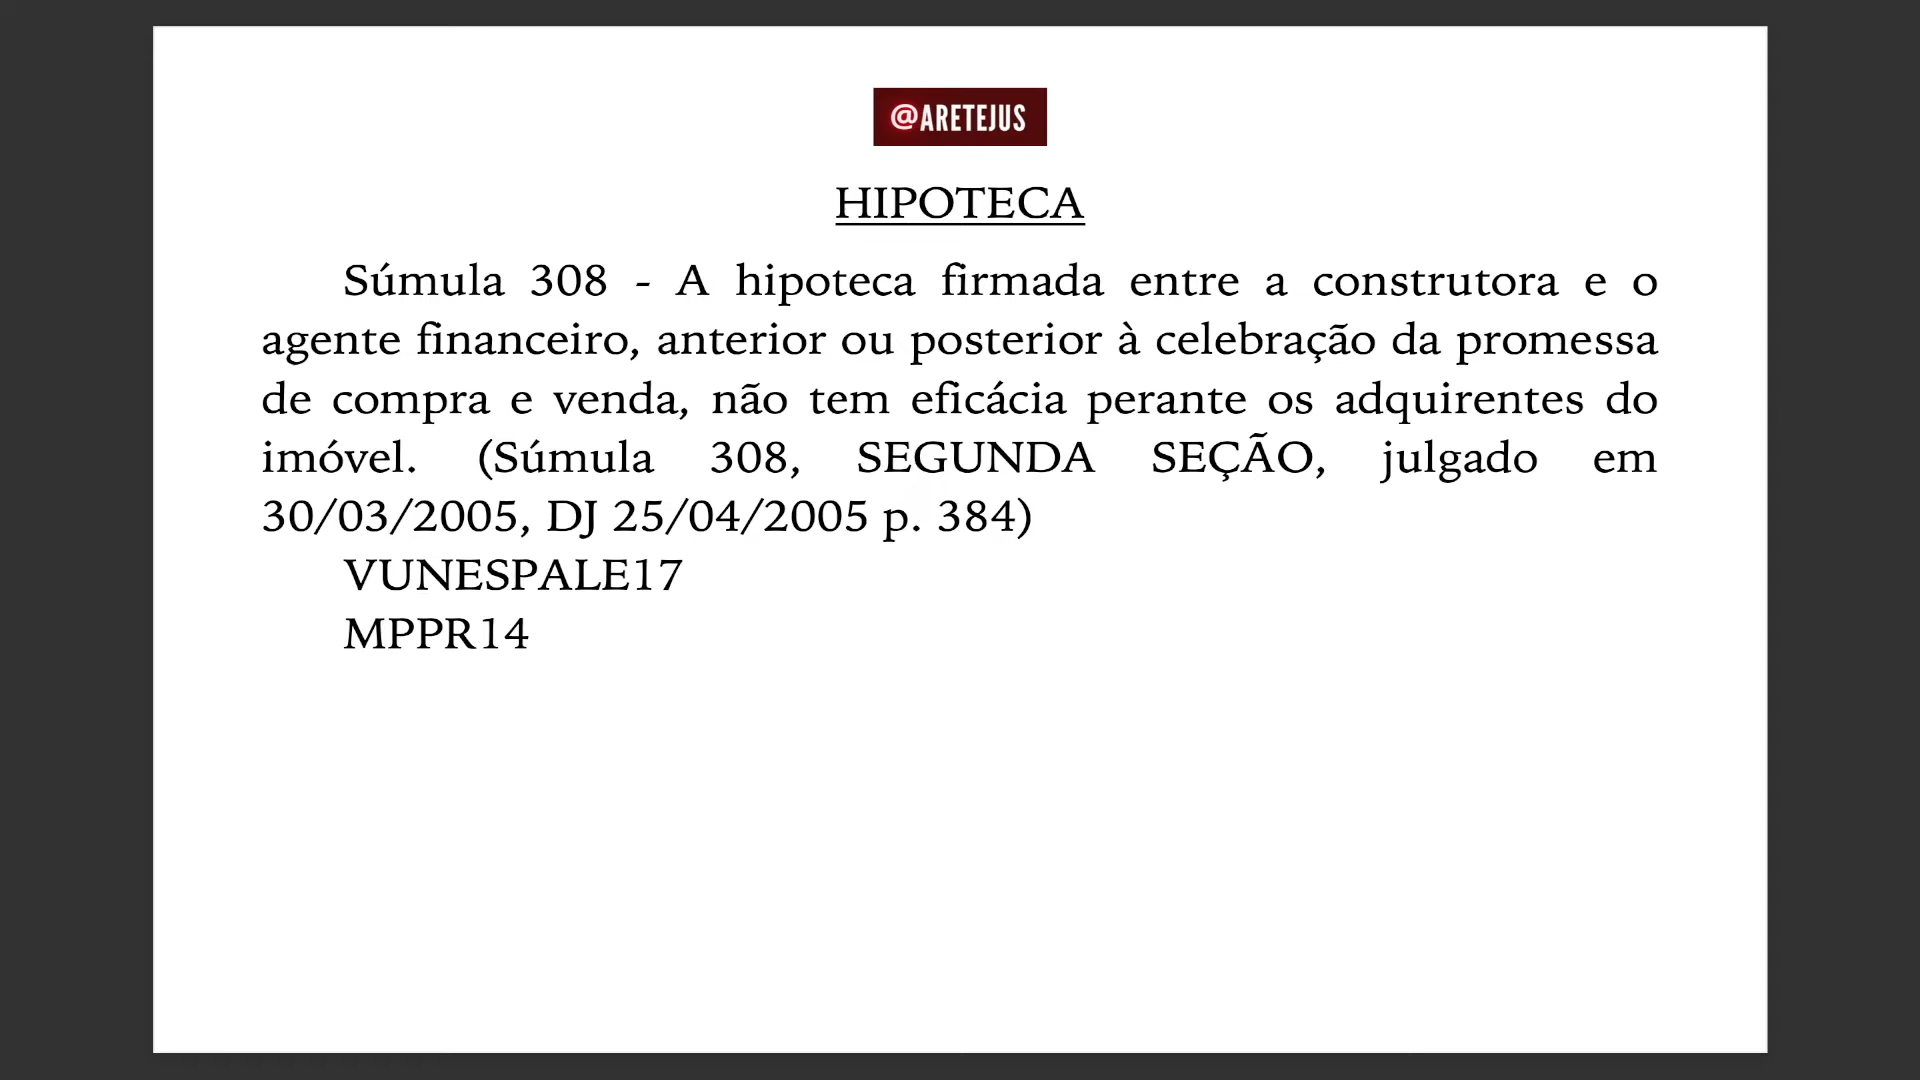 @ARETEJUS
HIPOTECA
Súmula 308 - A hipoteca firmada entre a construtora e o
agente financeiro, anterior ou posterior à celebração da promessa
de compra e venda, não tem eficácia perante os adquirentes do
imóvel. (Súmula 308, SEGUNDA SEÇÃO, julgado em
30/03/2005, DJ 25/04/2005 p. 384)
VUNESPALE17
MPPR14